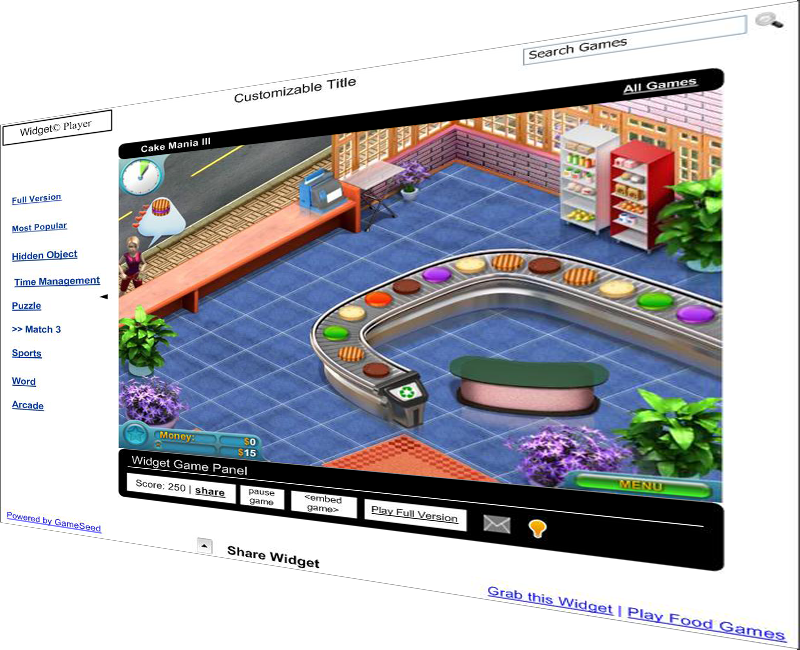 Search Games
Customizable Title
Widget© Player
All Games
Cake Mania III
Full Version
Most Popular
Hidden Object
Time Management
Puzzle
>> Match 3
Sports
Word
Arcade
Money:
$0
$15
MENU
Widget Game Panel
Score: 250 | share
pause
game
<embed
game>
Play Full Version
Powered by GameSeed
Share Widget
Grab this Widget | Play Food Games